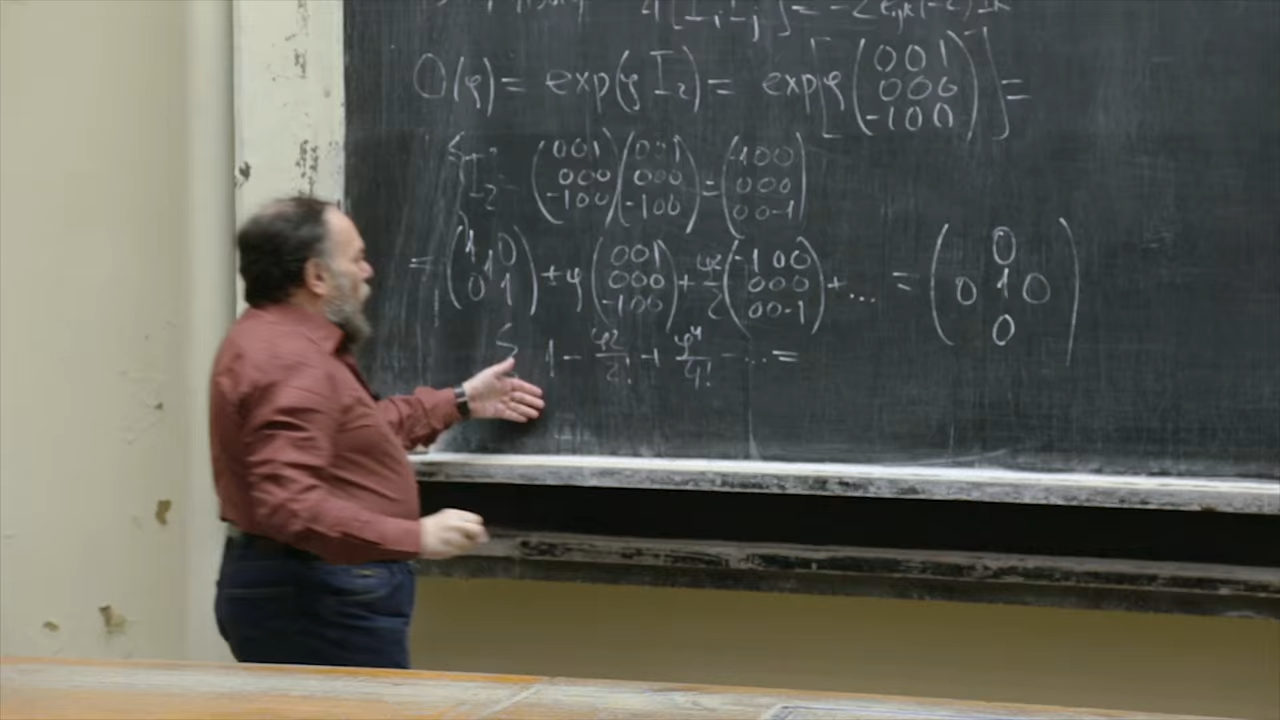 O(φ) = exp(φ I₂) = exp[φ(0 0 1 / 0 0 0 / -1 0 0)] =
I₂² (0 0 1 / 0 0 0 / -1 0 0)(0 0 1 / 0 0 0 / -1 0 0) = (-1 0 0 / 0 0 0 / 0 0 -1)
= (1 0 / 1 / 0 1) + φ(0 0 1 / 0 0 0 / -1 0 0) + φ²/2(-1 0 0 / 0 0 0 / 0 0 -1) + ... = (0 / 0 1 0 / 0)
1 - φ²/2! + φ⁴/4! - ... =